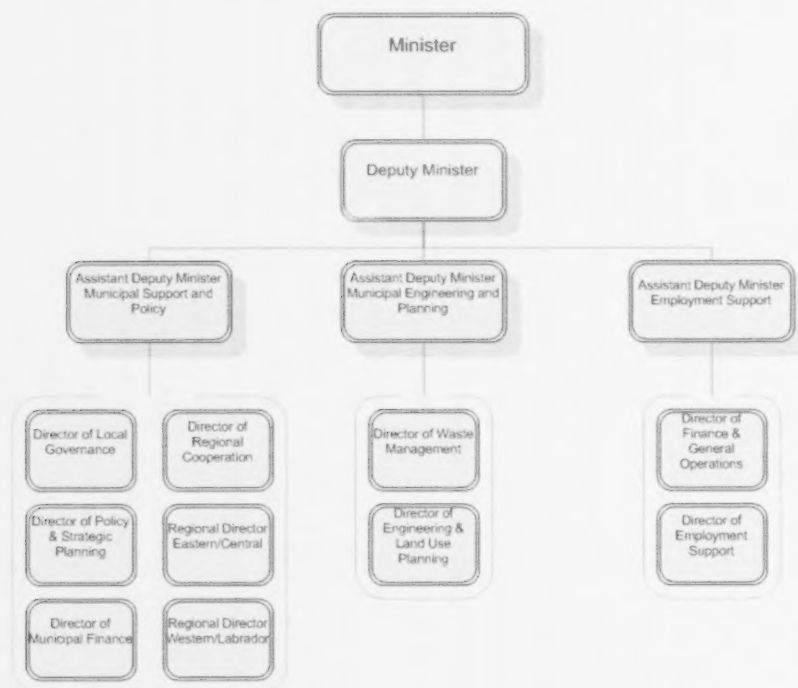 Minister
Deputy Minister
Assistant Deputy Minister
Municipal Support and
Policy
Assistant Deputy Minister
Municipal Engineering and
Planning
Assistant Deputy Minister
Employment Support
Director of Local
Governance
Director of
Regional
Cooperation
Director of Policy
& Strategic
Planning
Regional Director
Eastern/Central
Director of
Municipal Finance
Regional Director
Western/Labrador
Director of Waste
Management
Director of
Engineering &
Land Use
Planning
Director of
Finance &
General
Operations
Director of
Employment
Support